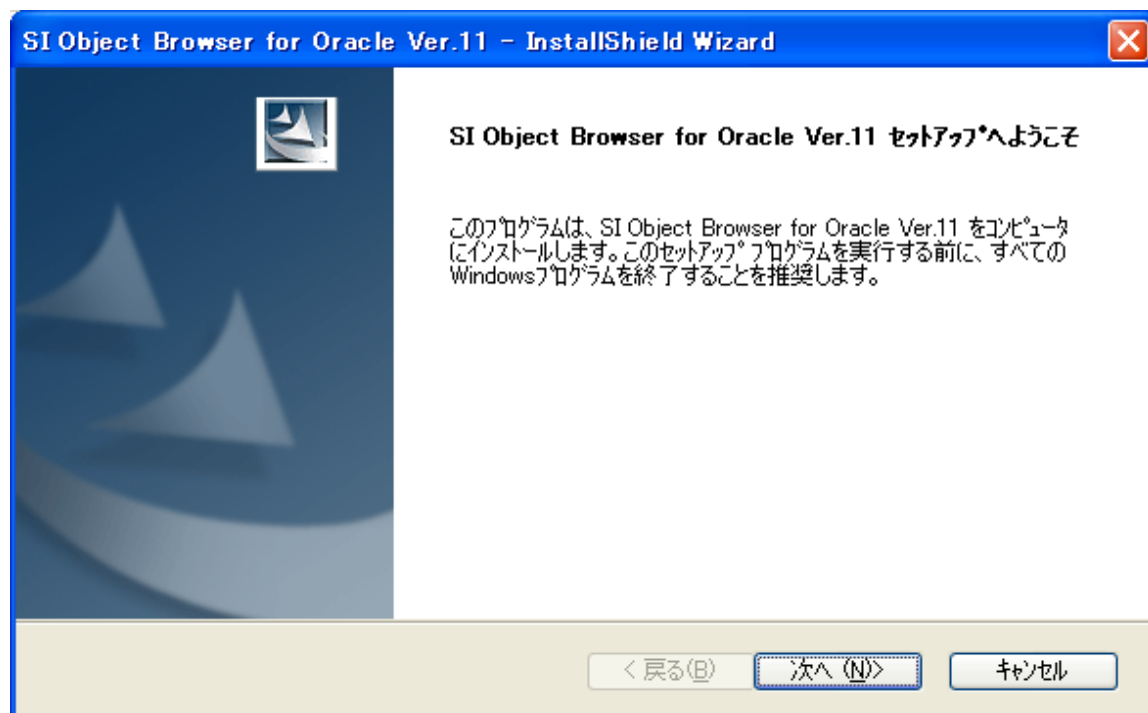 SI Object Browser for Oracle Ver.11 - InstallShield Wizard
SI Object Browser for Oracle Ver.11 ｾｯﾄｱｯﾌﾟへようこそ
このﾌﾟﾛｸﾞﾗﾑは、SI Object Browser for Oracle Ver.11 をｺﾝﾋﾟｭｰﾀ
にｲﾝｽﾄｰﾙします。このｾｯﾄｱｯﾌﾟ ﾌﾟﾛｸﾞﾗﾑを実行する前に、すべての
Windowsﾌﾟﾛｸﾞﾗﾑを終了することを推奨します。
< 戻る(B)
次へ (N)>
ｷｬﾝｾﾙ